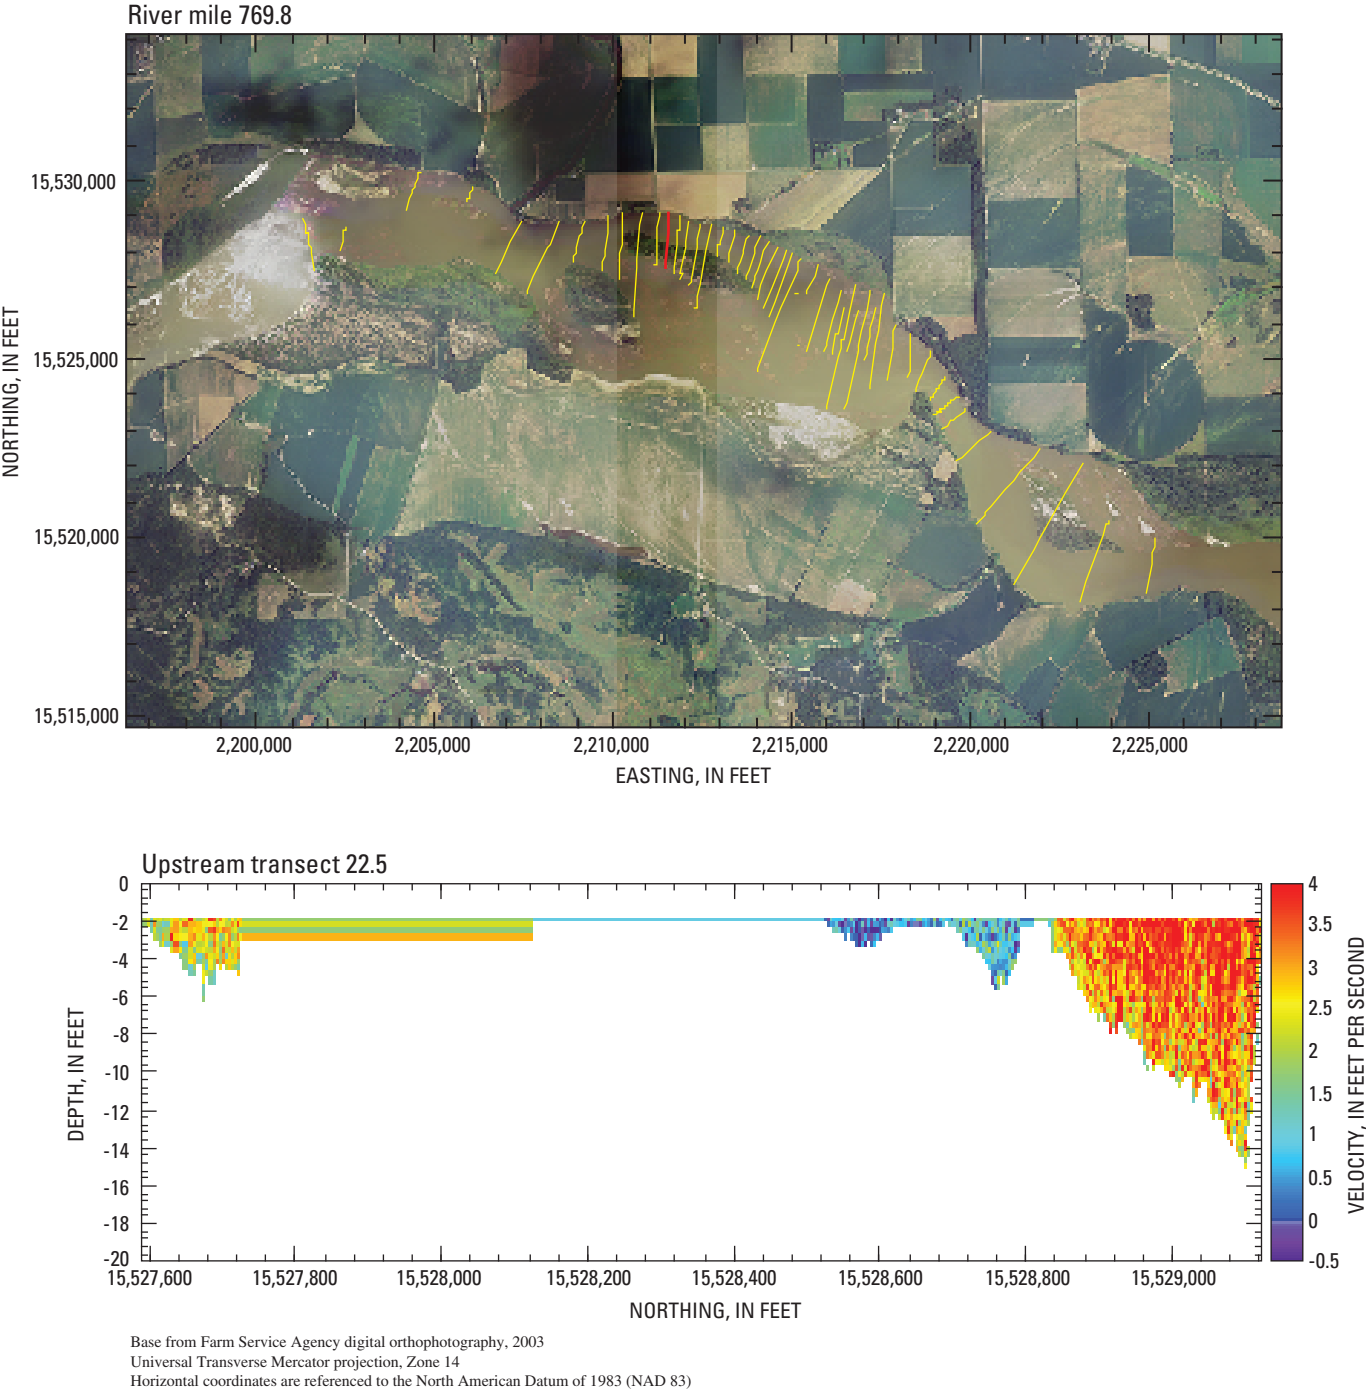 River mile 769.8
15,530,000
15,525,000
15,520,000
15,515,000
NORTHING, IN FEET
2,200,000 2,205,000 2,210,000 2,215,000 2,220,000 2,225,000
EASTING, IN FEET
Upstream transect 22.5
0
-2
-4
-6
-8
-10
-12
-14
-16
-18
-20
DEPTH, IN FEET
15,527,600 15,527,800 15,528,000 15,528,200 15,528,400 15,528,600 15,528,800 15,529,000
NORTHING, IN FEET
4
3.5
3
2.5
2
1.5
1
0.5
0
-0.5
VELOCITY, IN FEET PER SECOND
Base from Farm Service Agency digital orthophotography, 2003
Universal Transverse Mercator projection, Zone 14
Horizontal coordinates are referenced to the North American Datum of 1983 (NAD 83)